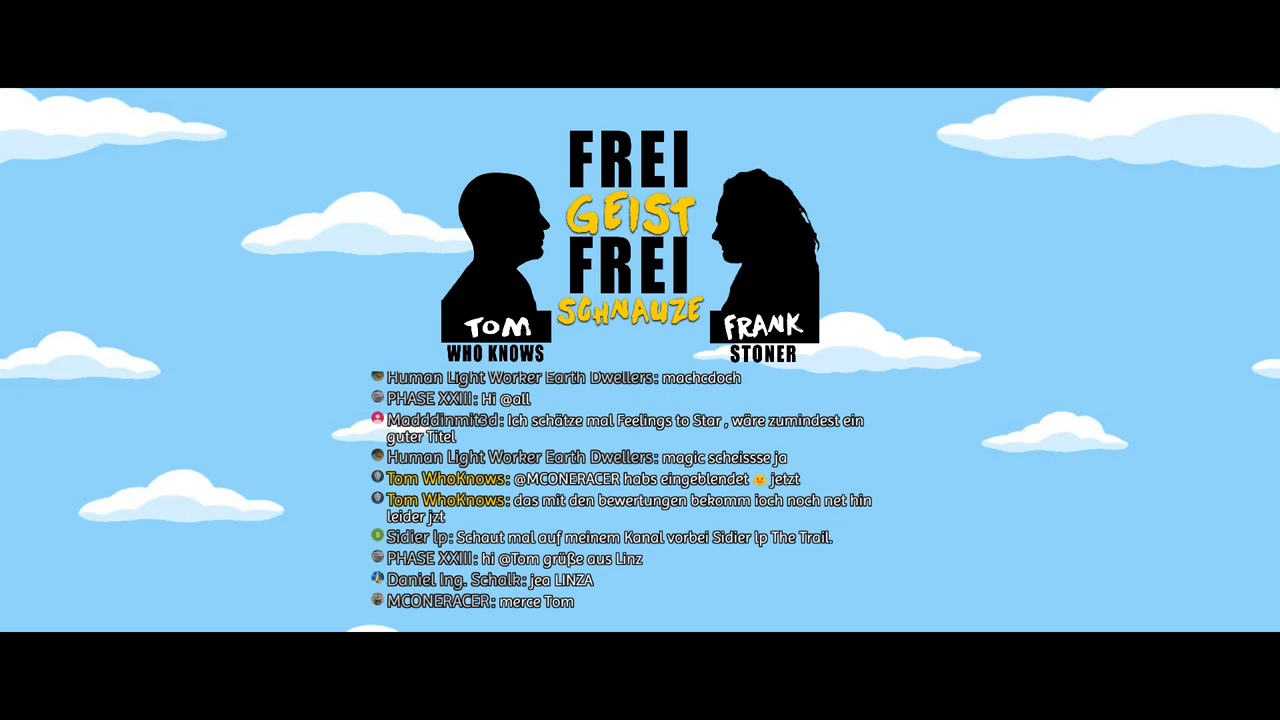 FREI
GEIST
FREI
SCHNAUZE
TOM
WHO KNOWS
FRANK
STONER
Human Light Worker Earth Dwellers: machcdoch
PHASE XXIII: Hi @all
Madddinmit3d: Ich schätze mal Feelings to Star , wäre zumindest ein
guter Titel
Human Light Worker Earth Dwellers: magic scheissse ja
Tom WhoKnows: @MCONERACER habs eingeblendet 🙂 jetzt
Tom WhoKnows: das mit den bewertungen bekomm ioch noch net hin
leider jzt
Sidier lp: Schaut mal auf meinem Kanal vorbei Sidier lp The Trail.
PHASE XXIII: hi @Tom grüße aus Linz
Daniel Ing. Schalk: jea LINZA
MCONERACER: merce Tom